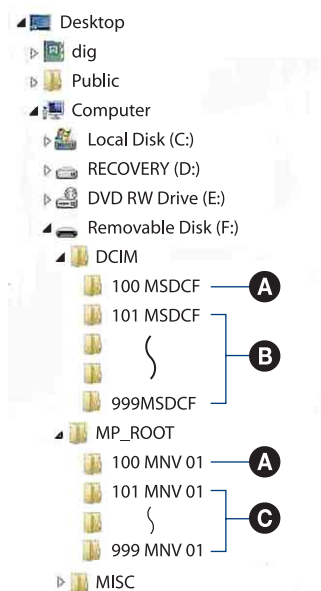 Desktop
dig
Public
Computer
Local Disk (C:)
RECOVERY (D:)
DVD RW Drive (E:)
Removable Disk (F:)
DCIM
100 MSDCF A
101 MSDCF
B
999MSDCF
MP_ROOT
100 MNV 01 A
101 MNV 01
C
999 MNV 01
MISC